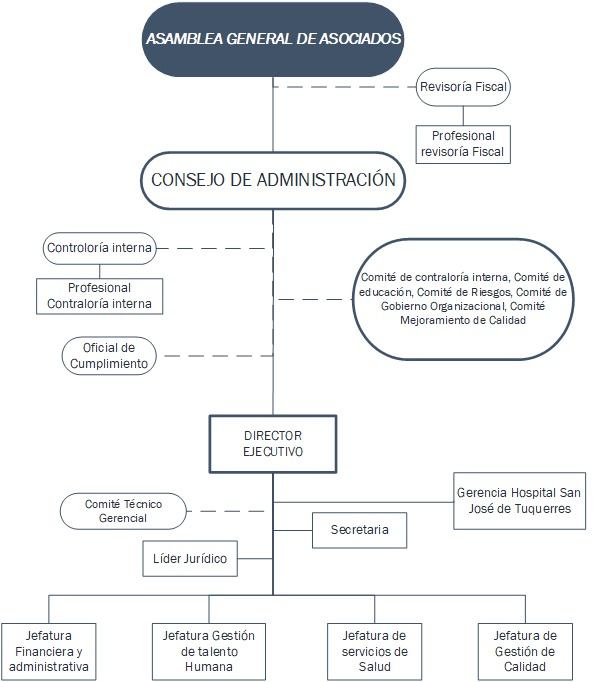 ASAMBLEA GENERAL DE ASOCIADOS
Revisoría Fiscal
Profesional
revisoría Fiscal
CONSEJO DE ADMINISTRACIÓN
Controloría interna
Profesional
Contraloría interna
Comité de contraloría interna, Comité de
educación, Comité de Riesgos, Comité de
Gobierno Organizacional, Comité
Mejoramiento de Calidad
Oficial de
Cumplimiento
DIRECTOR
EJECUTIVO
Gerencia Hospital San
José de Tuquerres
Comité Técnico
Gerencial
Secretaria
Líder Jurídico
Jefatura
Financiera y
administrativa
Jefatura Gestión
de talento
Humana
Jefatura de
servicios de
Salud
Jefatura de
Gestión de
Calidad